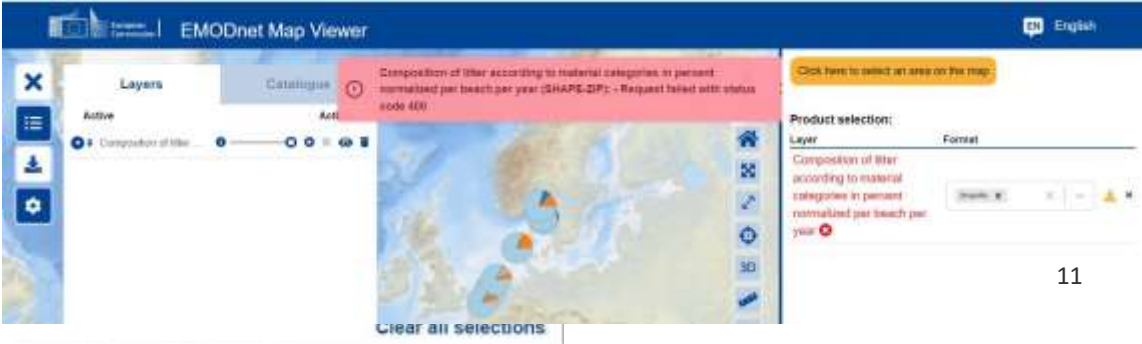 European
Commission
EMODnet Map Viewer
EN English
Layers
Catalogue
Composition of litter according to material categories in percent
normalized per beach per year (SHAPE-ZIP): - Request failed with status
code 400
Click here to select an area on the map
Active
Acti
Composition of litter ...
Product selection:
Layer Format
Composition of litter
according to material
categories in percent
normalized per beach per
year
3D
11
Clear all selections